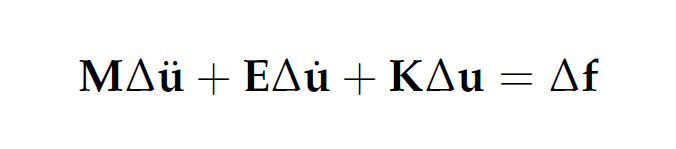 𝐌Δ𝐮̈ + 𝐄Δ𝐮̇ + 𝐊Δ𝐮 = Δ𝐟